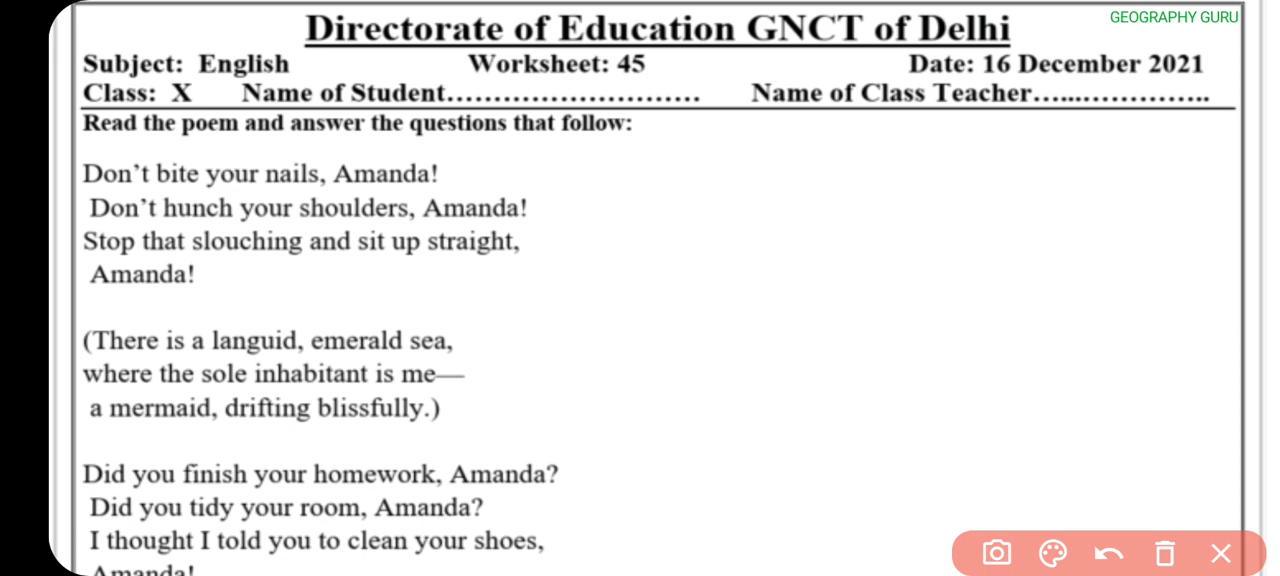 GEOGRAPHY GURU
Directorate of Education GNCT of Delhi
Subject: English Worksheet: 45 Date: 16 December 2021
Class: X Name of Student………………………. Name of Class Teacher…...…………..
Read the poem and answer the questions that follow:
Don’t bite your nails, Amanda!
Don’t hunch your shoulders, Amanda!
Stop that slouching and sit up straight,
Amanda!
(There is a languid, emerald sea,
where the sole inhabitant is me—
a mermaid, drifting blissfully.)
Did you finish your homework, Amanda?
Did you tidy your room, Amanda?
I thought I told you to clean your shoes,
Amanda!